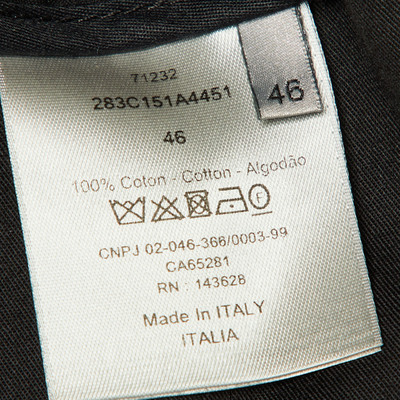 71232
283C151A4451
46
46
100% Coton - Cotton - Algodão
CNPJ 02-046-366/0003-99
CA65281
RN : 143628
Made In ITALY
ITALIA